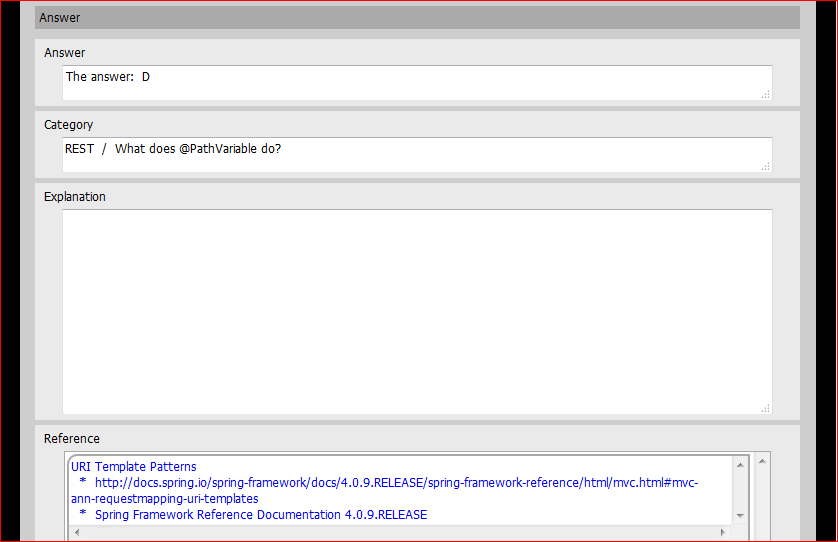 Answer
Answer
The answer:  D
Category
REST  /  What does @PathVariable do?
Explanation
Reference
URI Template Patterns
*  http://docs.spring.io/spring-framework/docs/4.0.9.RELEASE/spring-framework-reference/html/mvc.html#mvc-
ann-requestmapping-uri-templates
*  Spring Framework Reference Documentation 4.0.9.RELEASE